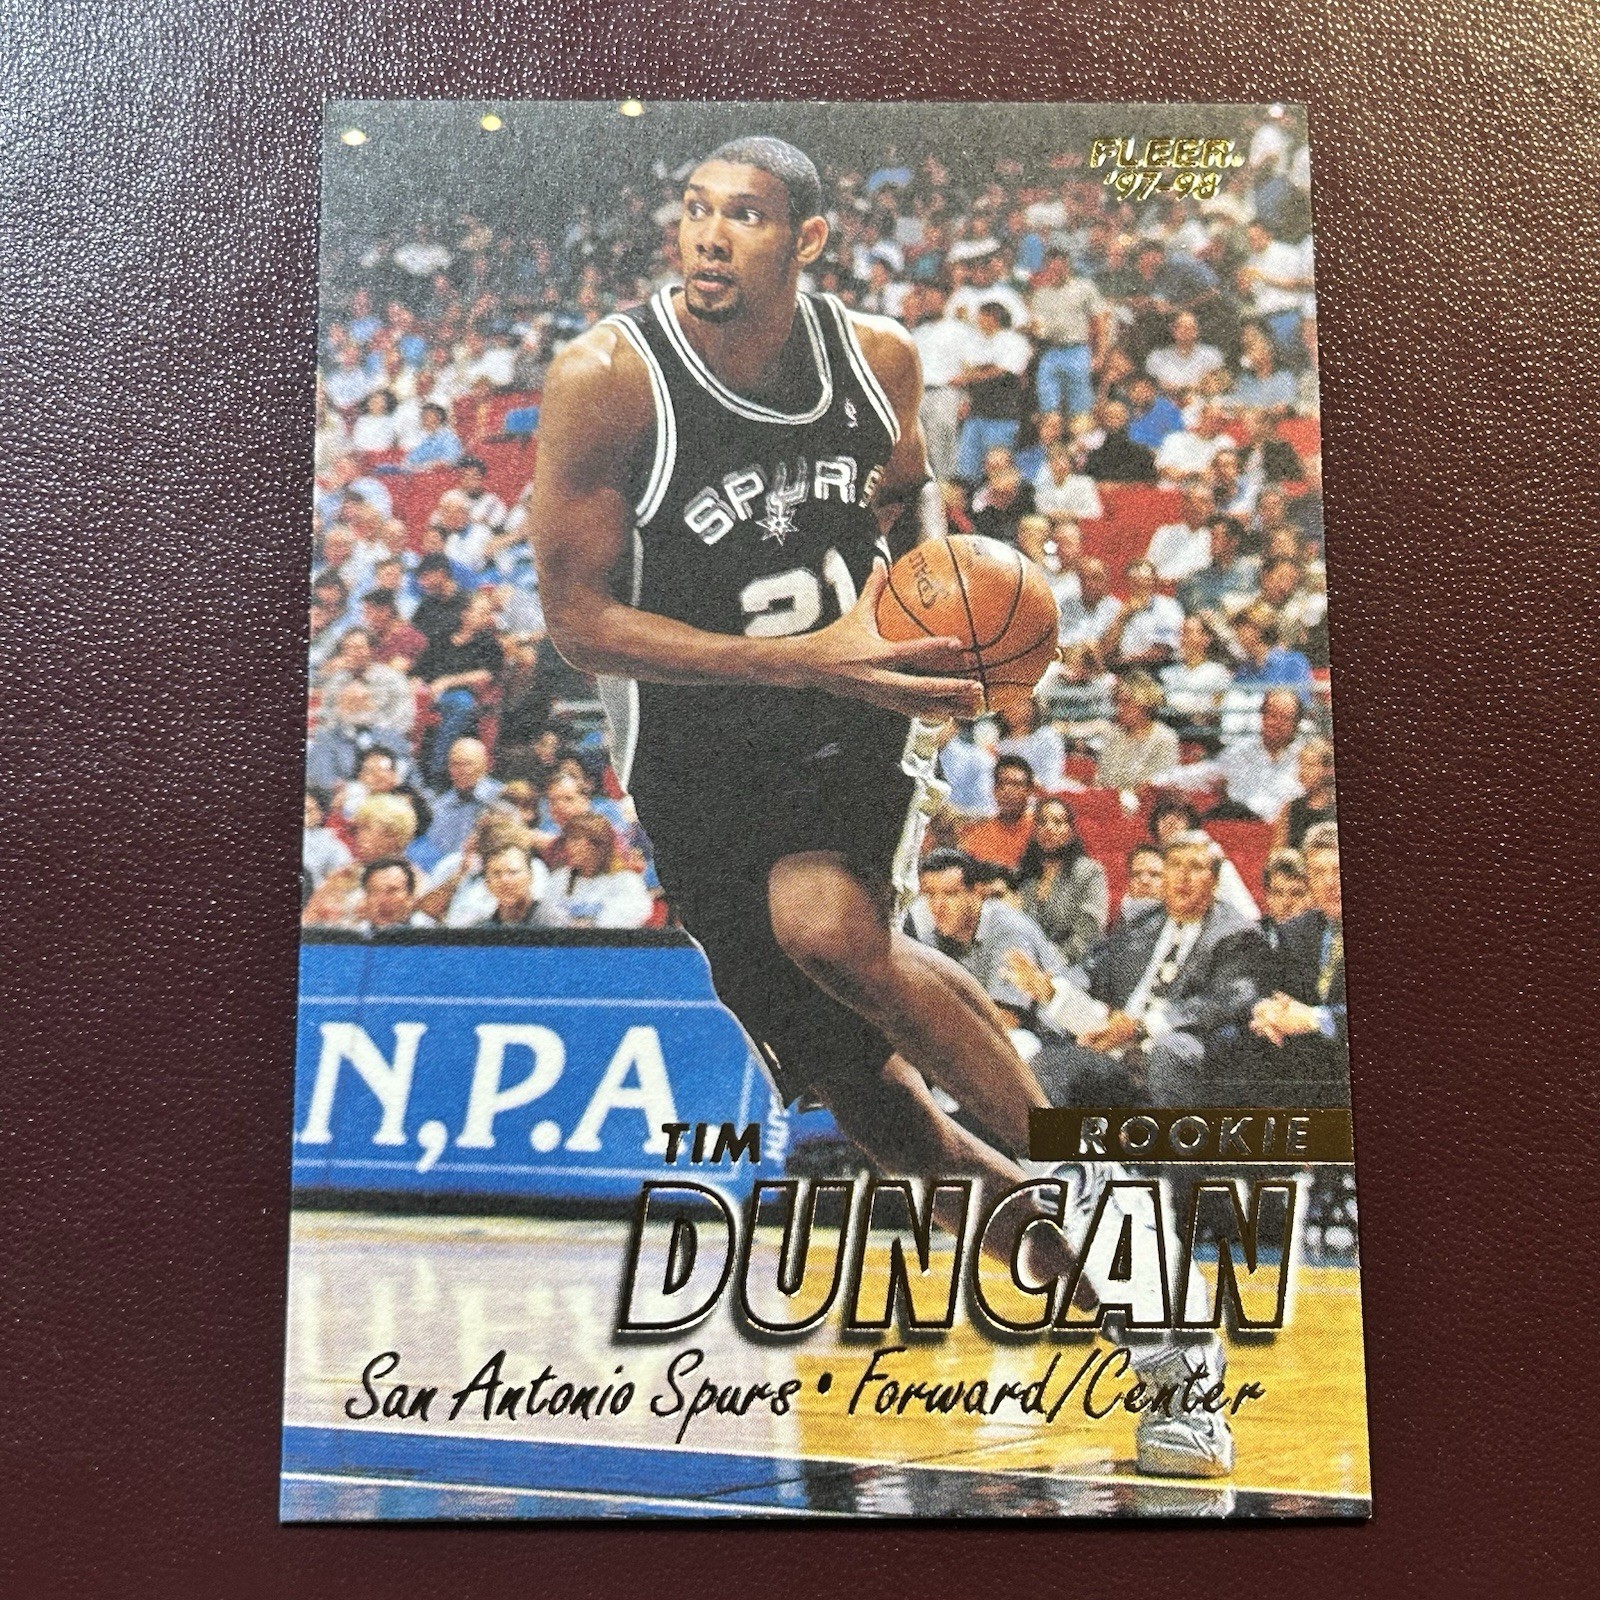 FLEER
'97-98
SPURS
21
N,P.A
TIM
ROOKIE
DUNCAN
San Antonio Spurs • Forward/Center